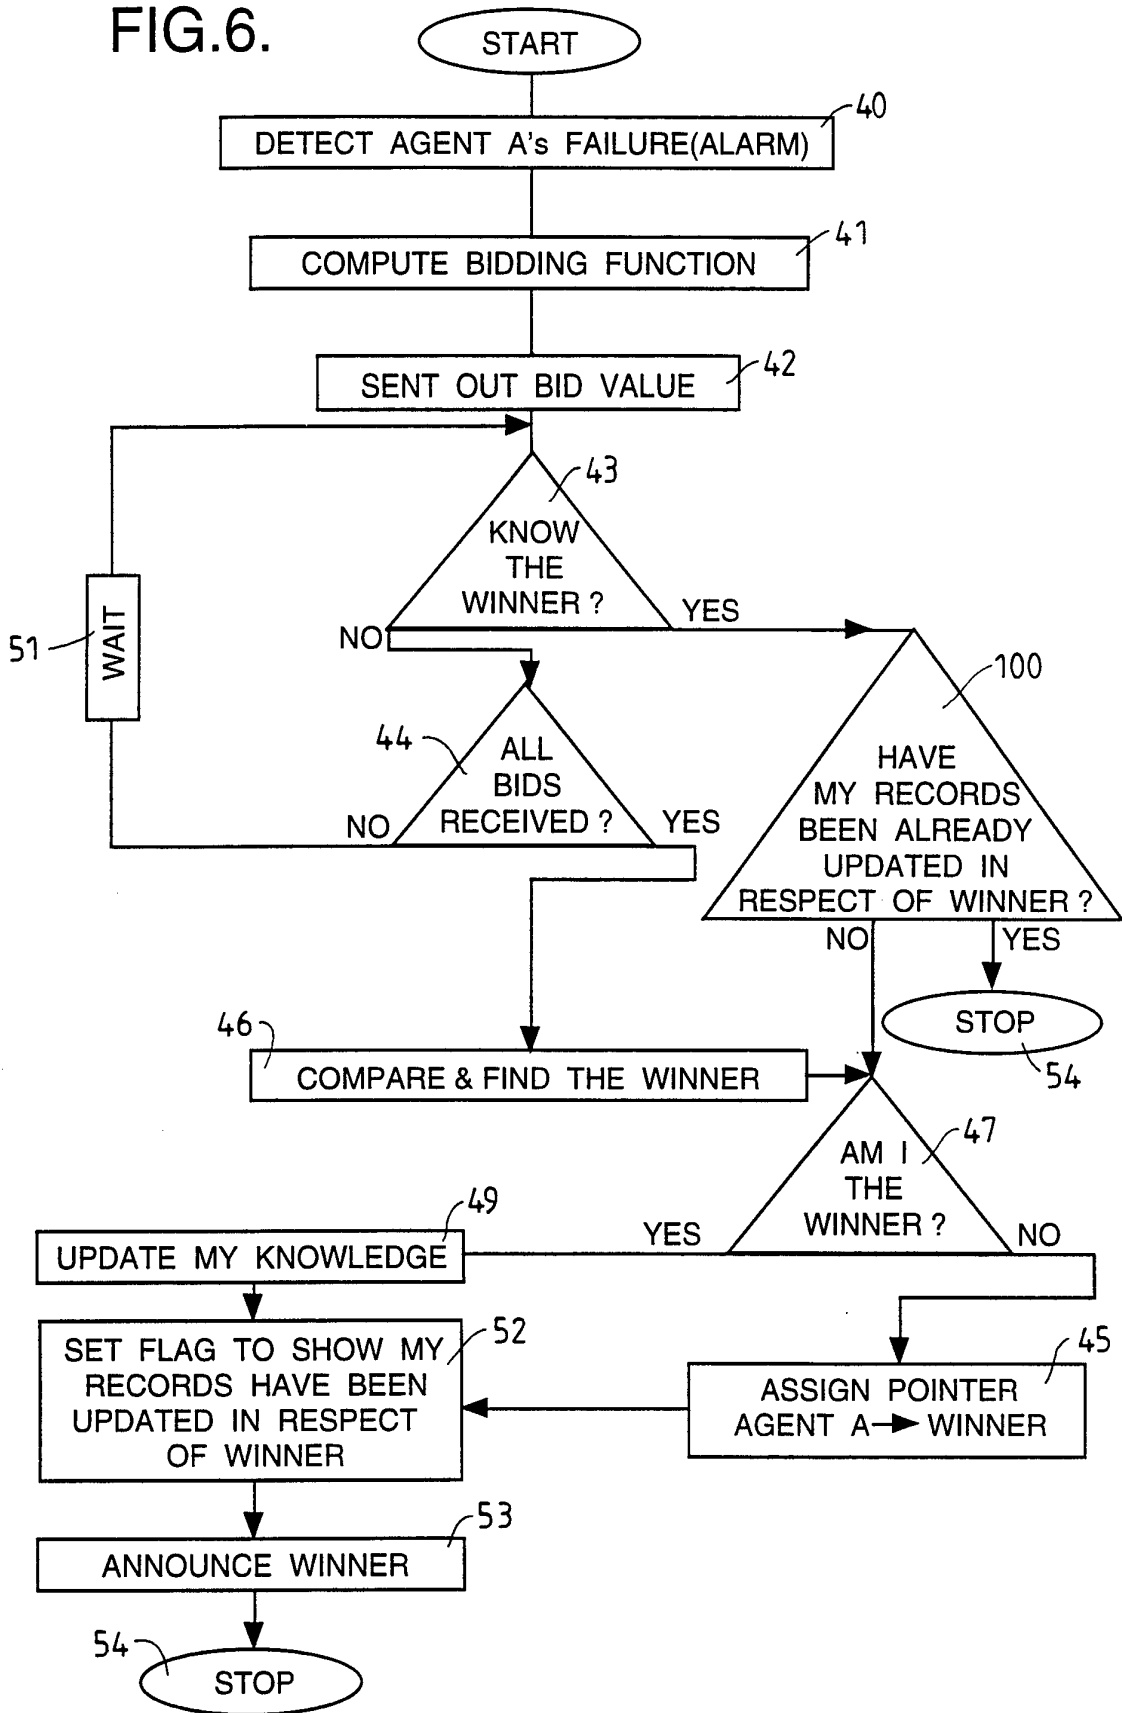 FIG.6.
START
40
DETECT AGENT A's FAILURE(ALARM)
41
COMPUTE BIDDING FUNCTION
42
SENT OUT BID VALUE
43
KNOW
THE
WINNER?
YES
NO
51
WAIT
100
HAVE
MY RECORDS
BEEN ALREADY
UPDATED IN
RESPECT OF WINNER?
44
ALL
BIDS
RECEIVED?
NO
YES
NO
YES
STOP
54
46
COMPARE & FIND THE WINNER
47
AM I
THE
WINNER?
YES
NO
49
UPDATE MY KNOWLEDGE
52
SET FLAG TO SHOW MY
RECORDS HAVE BEEN
UPDATED IN RESPECT
OF WINNER
45
ASSIGN POINTER
AGENT A→ WINNER
53
ANNOUNCE WINNER
54
STOP